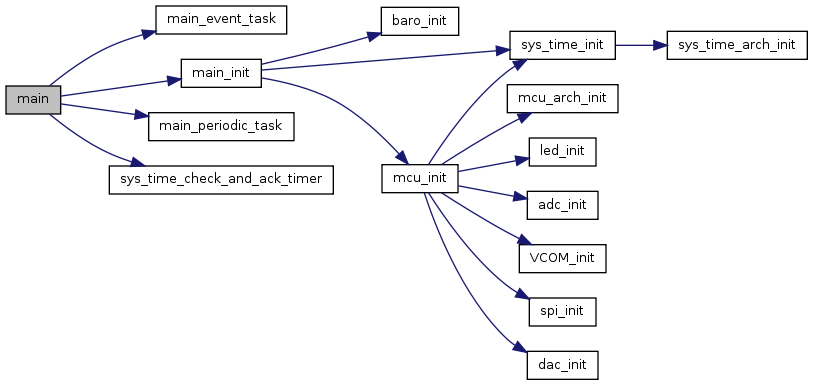 main
main_event_task
main_init
main_periodic_task
sys_time_check_and_ack_timer
baro_init
mcu_init
sys_time_init
mcu_arch_init
led_init
adc_init
VCOM_init
spi_init
dac_init
sys_time_arch_init